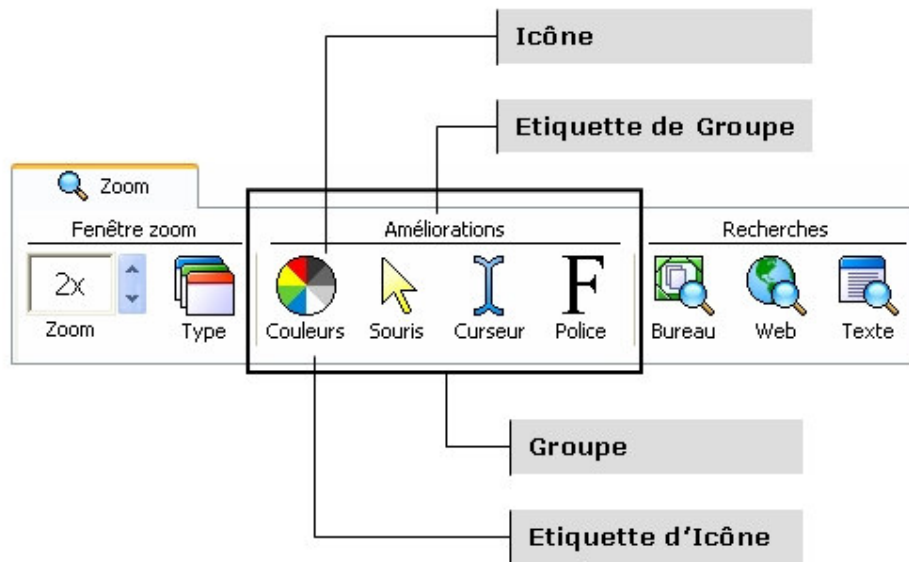 Icône
Etiquette de Groupe
Zoom
Fenêtre zoom
Améliorations
Recherches
2x
Zoom
Type
Couleurs
Souris
Curseur
F
Police
Bureau
Web
Texte
Groupe
Etiquette d'Icône